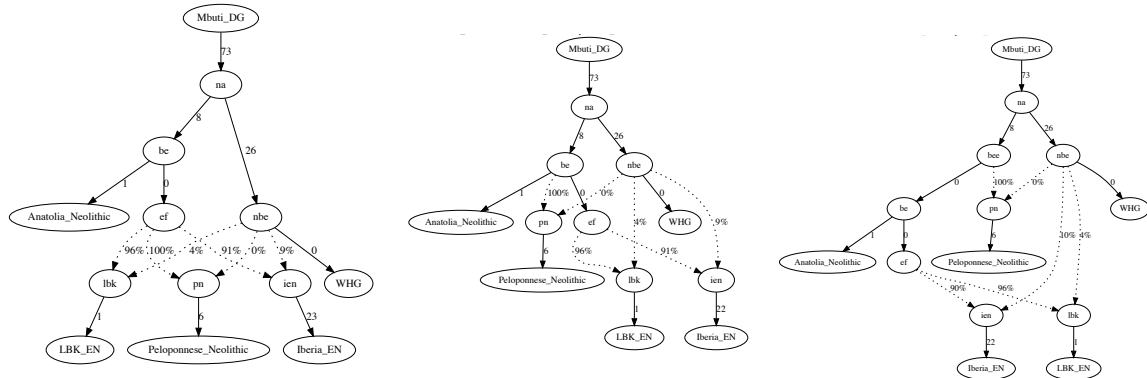 Mbuti_DG
73
na
8
26
be
1
0
Anatolia_Neolithic
ef
nbe
96%
100%
4%
91%
0%
9%
0
lbk
pn
ien
WHG
1
6
23
LBK_EN
Peloponnese_Neolithic
Iberia_EN
Mbuti_DG
73
na
8
26
be
nbe
1
100%
0
0%
4%
0
9%
Anatolia_Neolithic
pn
ef
WHG
6
96%
91%
Peloponnese_Neolithic
lbk
ien
1
22
LBK_EN
Iberia_EN
Mbuti_DG
73
na
8
26
bee
nbe
0
100%
0%
10%
4%
0
be
pn
WHG
1
0
6
Anatolia_Neolithic
ef
Peloponnese_Neolithic
90%
96%
ien
lbk
22
1
Iberia_EN
LBK_EN